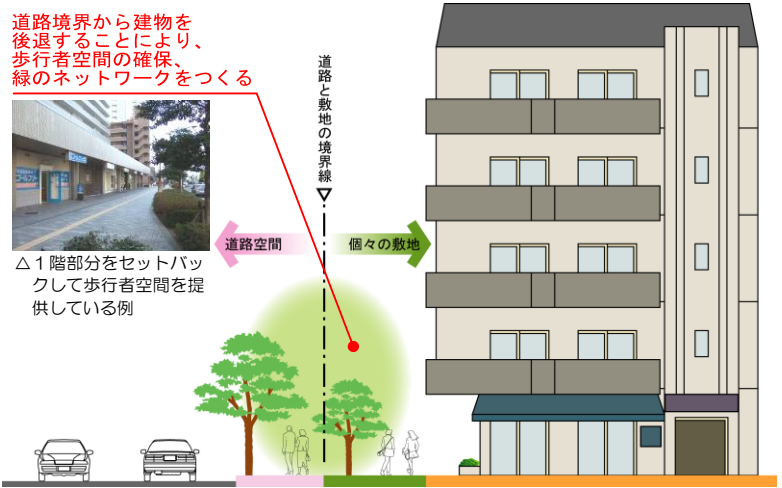 道路境界から建物を
後退することにより、
歩行者空間の確保、
緑のネットワークをつくる
道路と敷地の境界線
道路空間
個々の敷地
△１階部分をセットバッ
クして歩行者空間を提
供している例